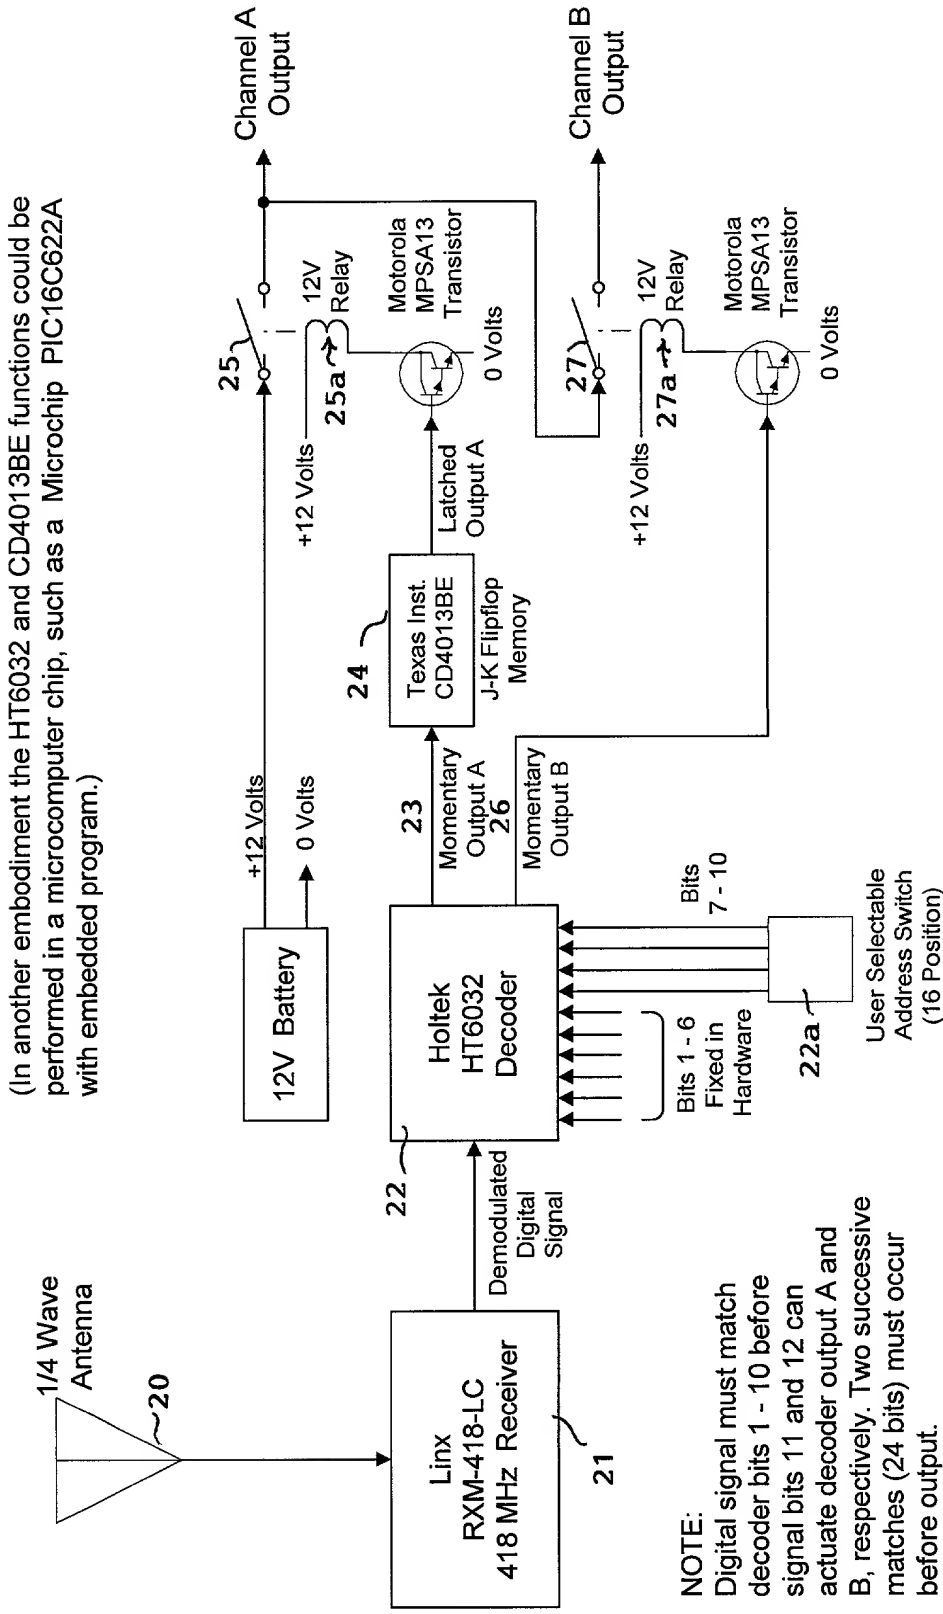 (In another embodiment the HT6032 and CD4013BE functions could be
performed in a microcomputer chip, such as a Microchip PIC16C622A
with embedded program.)
1/4 Wave
Antenna
20
Linx
RXM-418-LC
418 MHz Receiver
21
Demodulated
Digital
Signal
22
Holtek
HT6032
Decoder
Bits 1 - 6
Fixed in
Hardware
Bits
7 - 10
22a
User Selectable
Address Switch
(16 Position)
12V Battery
+12 Volts
0 Volts
23
Momentary
Output A
26
Momentary
Output B
24
Texas Inst.
CD4013BE
J-K Flipflop
Memory
Latched
Output A
25
+12 Volts
25a
12V
Relay
Motorola
MPSA13
Transistor
0 Volts
Channel A
Output
27
+12 Volts
27a
12V
Relay
Motorola
MPSA13
Transistor
0 Volts
Channel B
Output
NOTE:
Digital signal must match
decoder bits 1 - 10 before
signal bits 11 and 12 can
actuate decoder output A and
B, respectively. Two successive
matches (24 bits) must occur
before output.